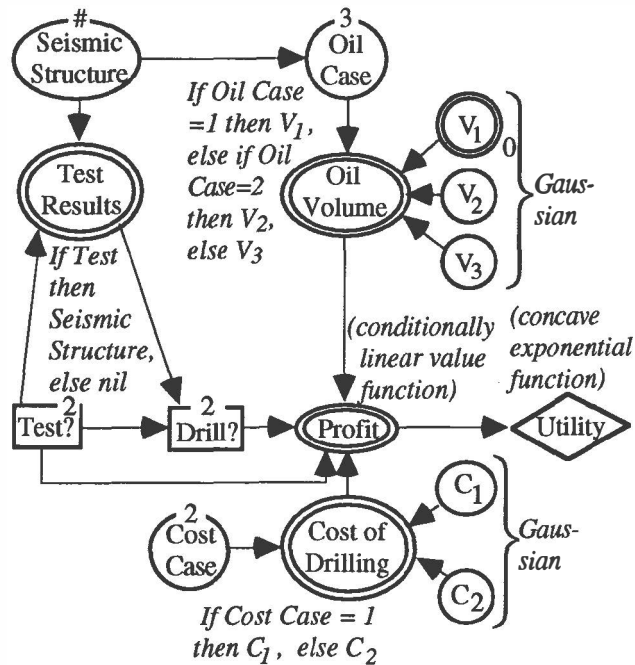 #
Seismic
Structure
3
Oil
Case
If Oil Case
=1 then V1,
else if Oil
Case=2
then V2,
else V3
V1
0
V2
V3
Gaus-
sian
Test
Results
Oil
Volume
If Test
then
Seismic
Structure,
else nil
(conditionally
linear value
function)
(concave
exponential
function)
2
Test?
2
Drill?
Profit
Utility
2
Cost
Case
Cost of
Drilling
C1
C2
Gaus-
sian
If Cost Case = 1
then C1, else C2